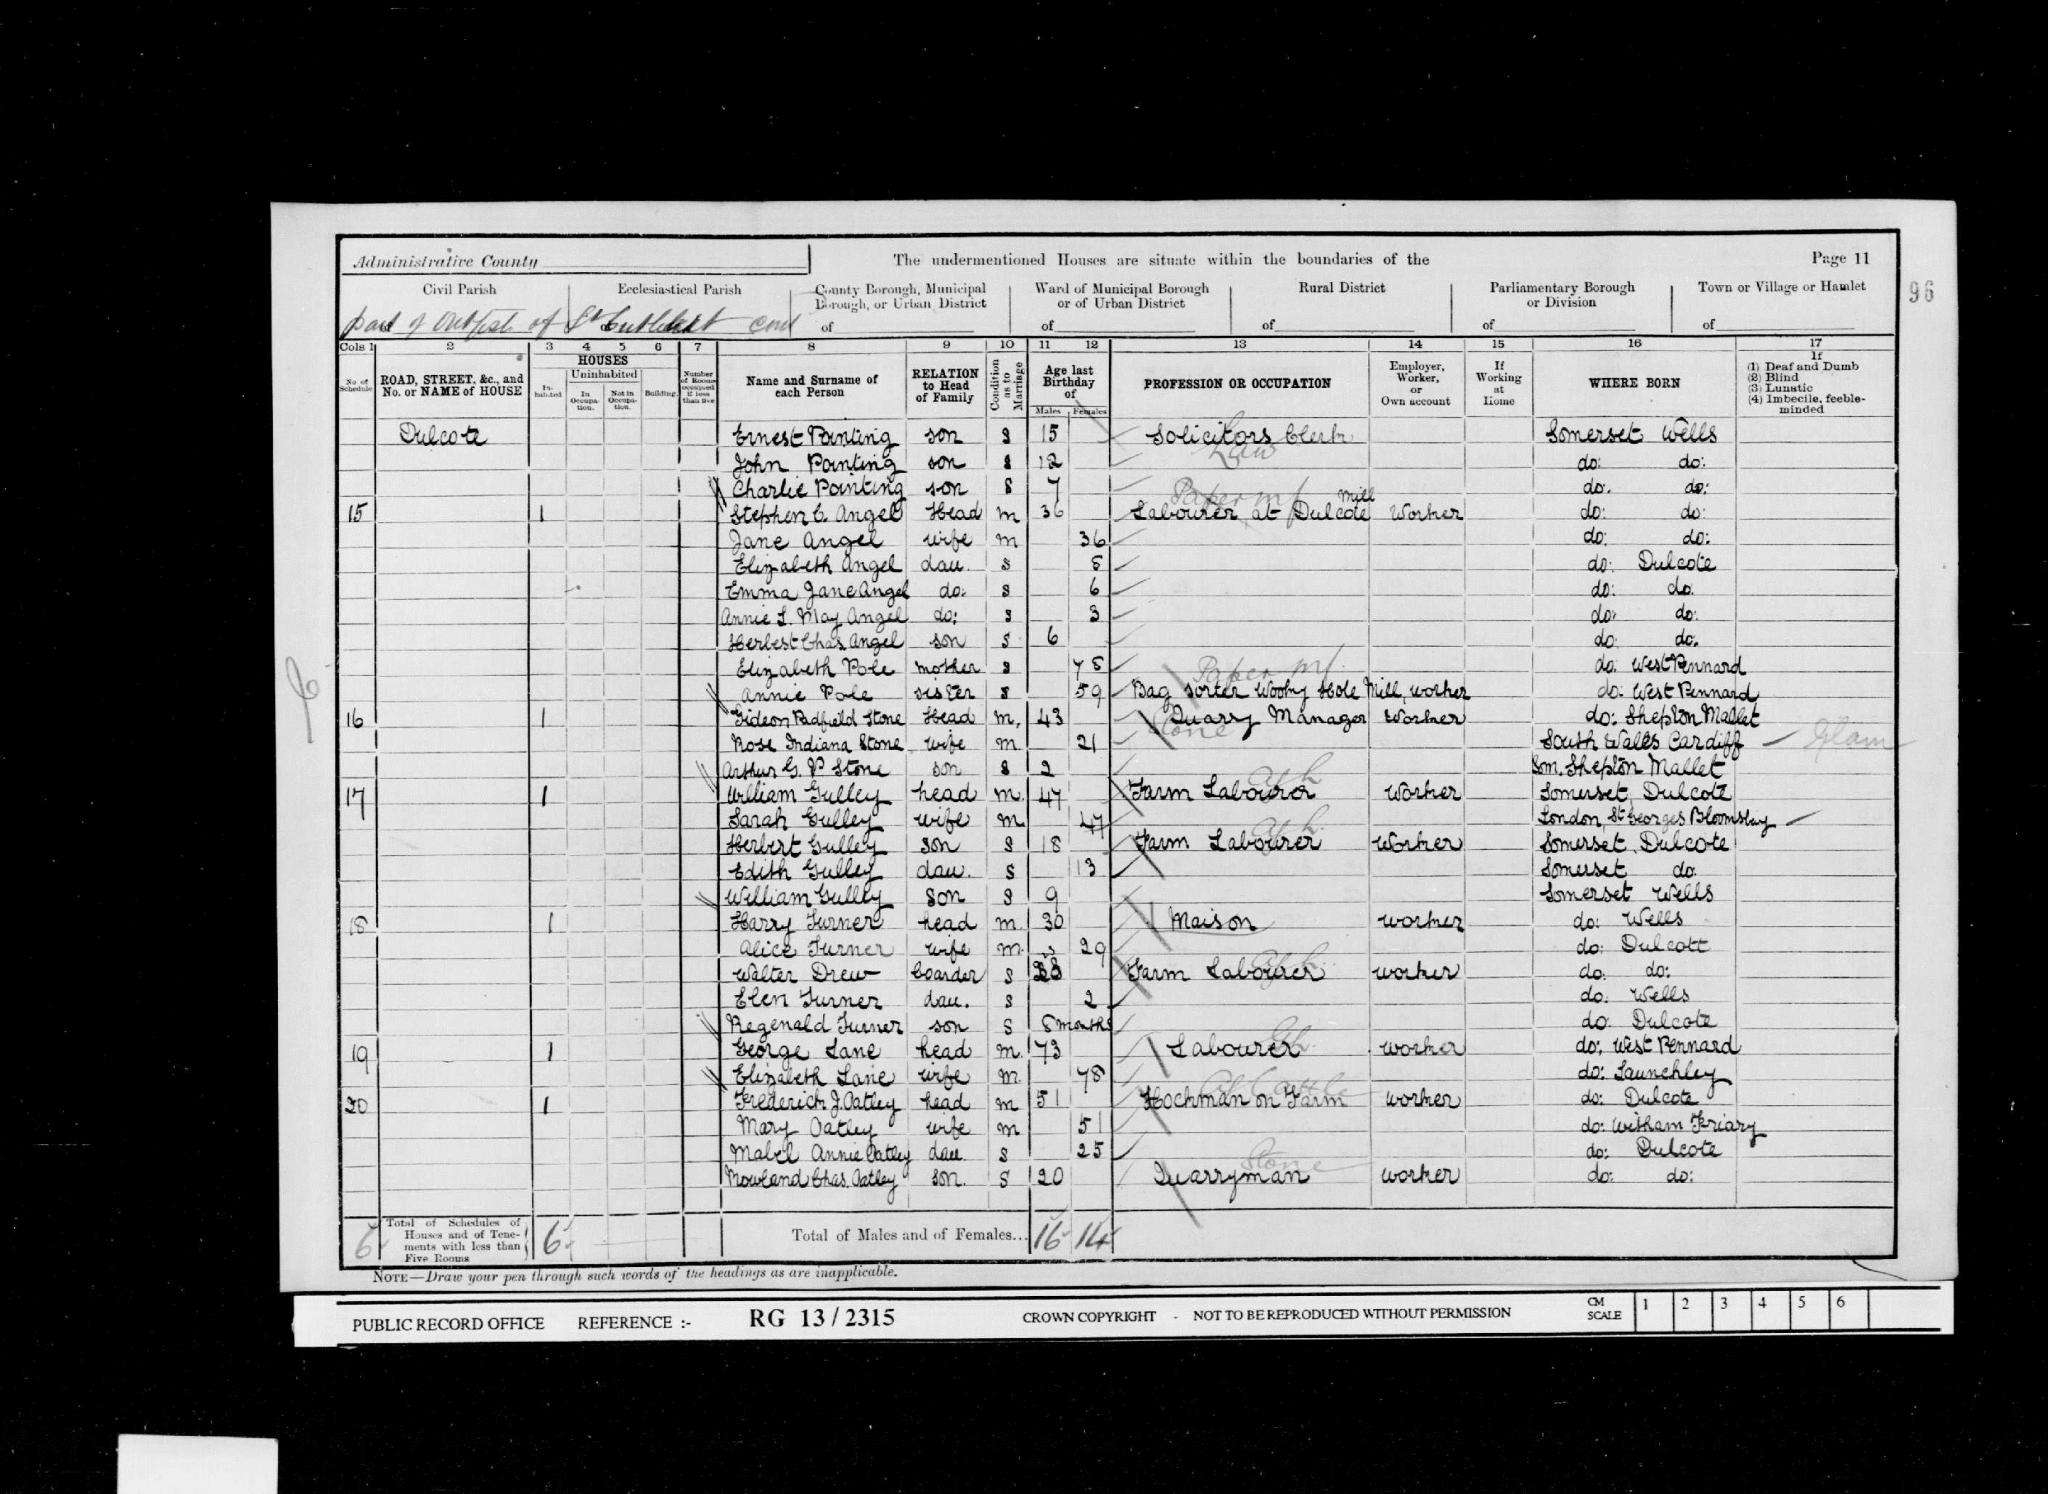 Administrative County
The undermentioned Houses are situate within the boundaries of the
Page 11
96
Civil Parish
Ecclesiastical Parish
County Borough, Municipal Borough, or Urban District
Ward of Municipal Borough or of Urban District
Rural District
Parliamentary Borough or Division
Town or Village or Hamlet
part of Out of St Cuthbert
of of of of of
Cols 1 2 3 4 5 6 7 8 9 10 11 12 13 14 15 16 17
No of Schedule
ROAD, STREET, &c., and No. or NAME of HOUSE
HOUSES
Inhabited
Uninhabited
In Occupation.
Not in Occupation.
Building.
Number of Rooms occupied if less than five
Name and Surname of each Person
RELATION to Head of Family
Condition as to Marriage
Age last Birthday of
Males Females
PROFESSION OR OCCUPATION
Employer, Worker, or Own account
If Working at Home
WHERE BORN
If
(1) Deaf and Dumb
(2) Blind
(3) Lunatic
(4) Imbecile, feeble-minded
Dulcote Ernest Pointing son S 15 Solicitors Clerk Somerset Wells
Law
John Pointing son S 12 do: do:
Charlie Pointing son S 7 do. do:
Paper mf
15 1 Stephen C. Angel Head m 36 Labourer at Dulcote Mill Worker do: do:
Jane Angel wife m 36 do: do:
Elizabeth Angel dau. S 8 do: Dulcote
Emma Jane Angel do: S 6 do: do:
Annie L. May Angel do: S 3 do: do:
Herbest Chas. Angel son S 6 do: do.
Elizabeth Pole mother S 78 do: West Pennard
Paper mf.
Annie Pole sister S 59 Bag sorter Wooky Hole Mill, worker do: West Pennard
16 1 Gideon Padfield Stone Head m, 43 Quarry Manager Worker do: Shepton Mallet
Stone
Rose Indiana Stone wife m 21 South Wales Cardiff Glam
Arthur G. P Stone son S 2 Som. Shepton Mallet
17 1 William Gulley head m. 47 Farm Labourer Worker Somerset Dulcote
Sarah Gulley wife m 47 London, St Georges Bloomsbay
Herbert Gulley son S 18 Farm Labourer Worker Somerset. Dulcote
Edith Gulley dau. S 13 Somerset do.
William Gulley son S 9 Somerset Wells
18 1 Harry Turner head m. 30 Maison worker do: Wells
Alice Turner wife m. 29 do: Dulcott
Walter Drew boarder S Farm Labourer worker do: do:
Elen Turner dau. S 2 do: Wells
Regenald Turner son S 8 months do: Dulcote
19 1 George Lane head m. 73 Labourer worker do: West Pennard
Elizabeth Lane wife m. 78 do: Launchley
20 1 Frederick J. Oatley head m 51 Hochman on Farm worker do: Dulcote
Cattle
Mary Oatley wife m 51 do: Witham Friary
Mabel Annie Oatley dau S 25 do: Dulcote
Stone
Rowland Chas. Oatley son. S 20 Quarryman worker do: do:
6 Total of Schedules of Houses and of Tenements with less than Five Rooms 6 Total of Males and of Females... 16 14
NOTE—Draw your pen through such words of the headings as are inapplicable.
PUBLIC RECORD OFFICE REFERENCE :- RG 13/2315 CROWN COPYRIGHT - NOT TO BE REPRODUCED WITHOUT PERMISSION CM SCALE 1 2 3 4 5 6